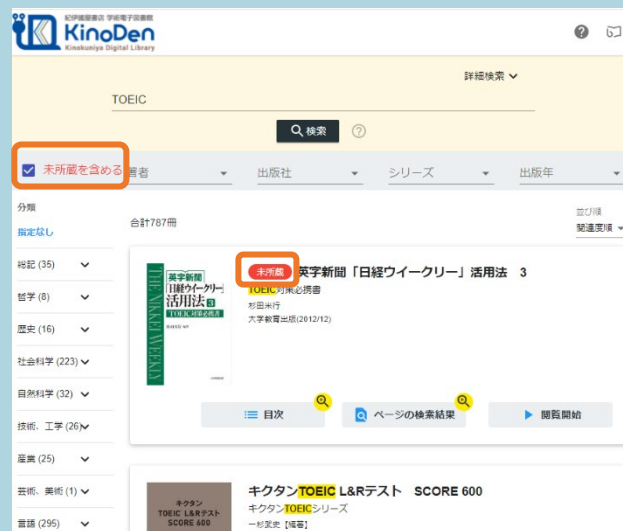 紀伊國屋書店 学術電子図書館
KinoDen
Kinokuniya Digital Library
詳細検索
TOEIC
検索
未所蔵を含める
著者
出版社
シリーズ
出版年
分類
指定なし
合計787冊
並び順
関連度順
総記 (35)
哲学 (8)
歴史 (16)
社会科学 (223)
自然科学 (32)
技術、工学 (26)
産業 (25)
芸術、美術 (1)
言語 (295)
英字新聞
「日経ウイークリー」
活用法 3
TOEIC対策必携書
THE NIKKEI WEEKLY
未所蔵 英字新聞「日経ウイークリー」活用法 3
TOEIC対策必携書
杉田米行
大学教育出版(2012/12)
目次
ページの検索結果
閲覧開始
キクタン
TOEIC L&Rテスト
SCORE 600
キクタンTOEIC L&Rテスト SCORE 600
キクタンTOEICシリーズ
一杉武史【編著】